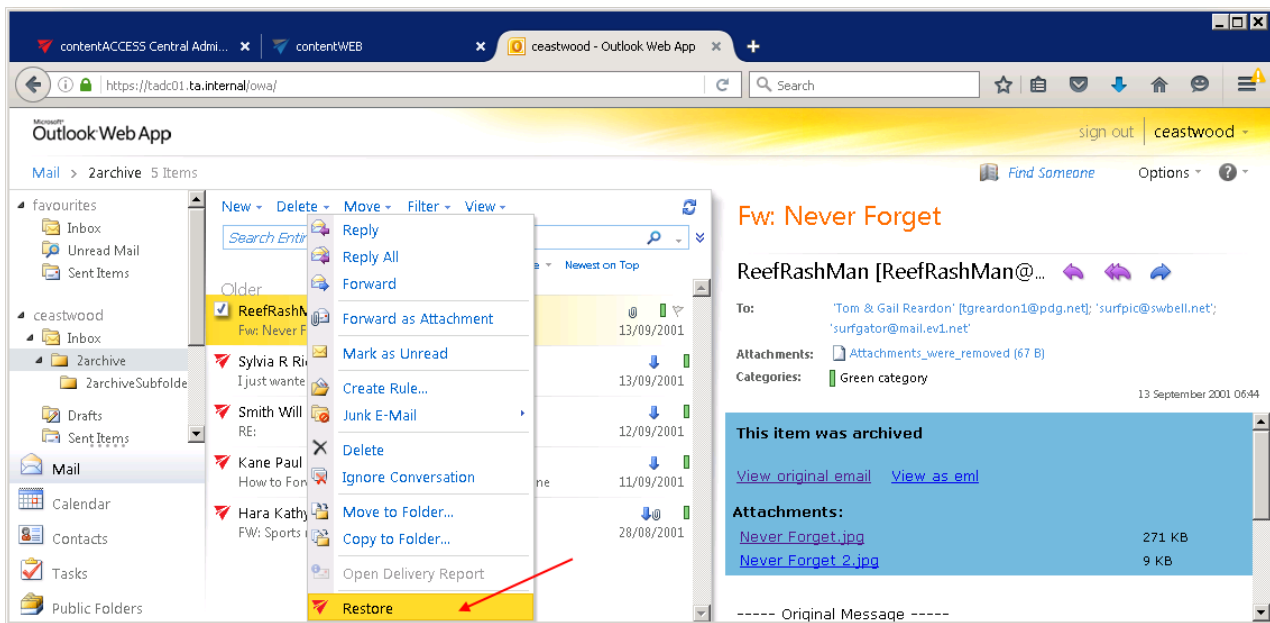 contentACCESS Central Admi...
contentWEB
ceastwood - Outlook Web App
https://tadc01.ta.internal/owa/
Search
Microsoft
Outlook Web App
sign out
ceastwood
Mail > 2archive 5 Items
Find Someone
Options
favourites
Inbox
Unread Mail
Sent Items
ceastwood
Inbox
2archive
2archiveSubfolde
Drafts
Sent Items
Mail
Calendar
Contacts
Tasks
Public Folders
New Delete Move Filter View
Search Entir
Newest on Top
Older
ReefRashM
Fw: Never F
13/09/2001
Sylvia R Ri
I just wante
13/09/2001
Smith Will
RE:
12/09/2001
Kane Paul
How to For
ne
11/09/2001
Hara Kathy
FW: Sports
28/08/2001
Reply
Reply All
Forward
Forward as Attachment
Mark as Unread
Create Rule...
Junk E-Mail
Delete
Ignore Conversation
Move to Folder...
Copy to Folder...
Open Delivery Report
Restore
Fw: Never Forget
ReefRashMan [ReefRashMan@...
To: 'Tom & Gail Reardon' [tgreardon1@pdg.net]; 'surfpic@swbell.net';
'surfgator@mail.ev1.net'
Attachments: Attachments_were_removed (67 B)
Categories: Green category
13 September 2001 06:44
This item was archived
View original email View as eml
Attachments:
Never Forget.jpg 271 KB
Never Forget 2.jpg 9 KB
----- Original Message -----